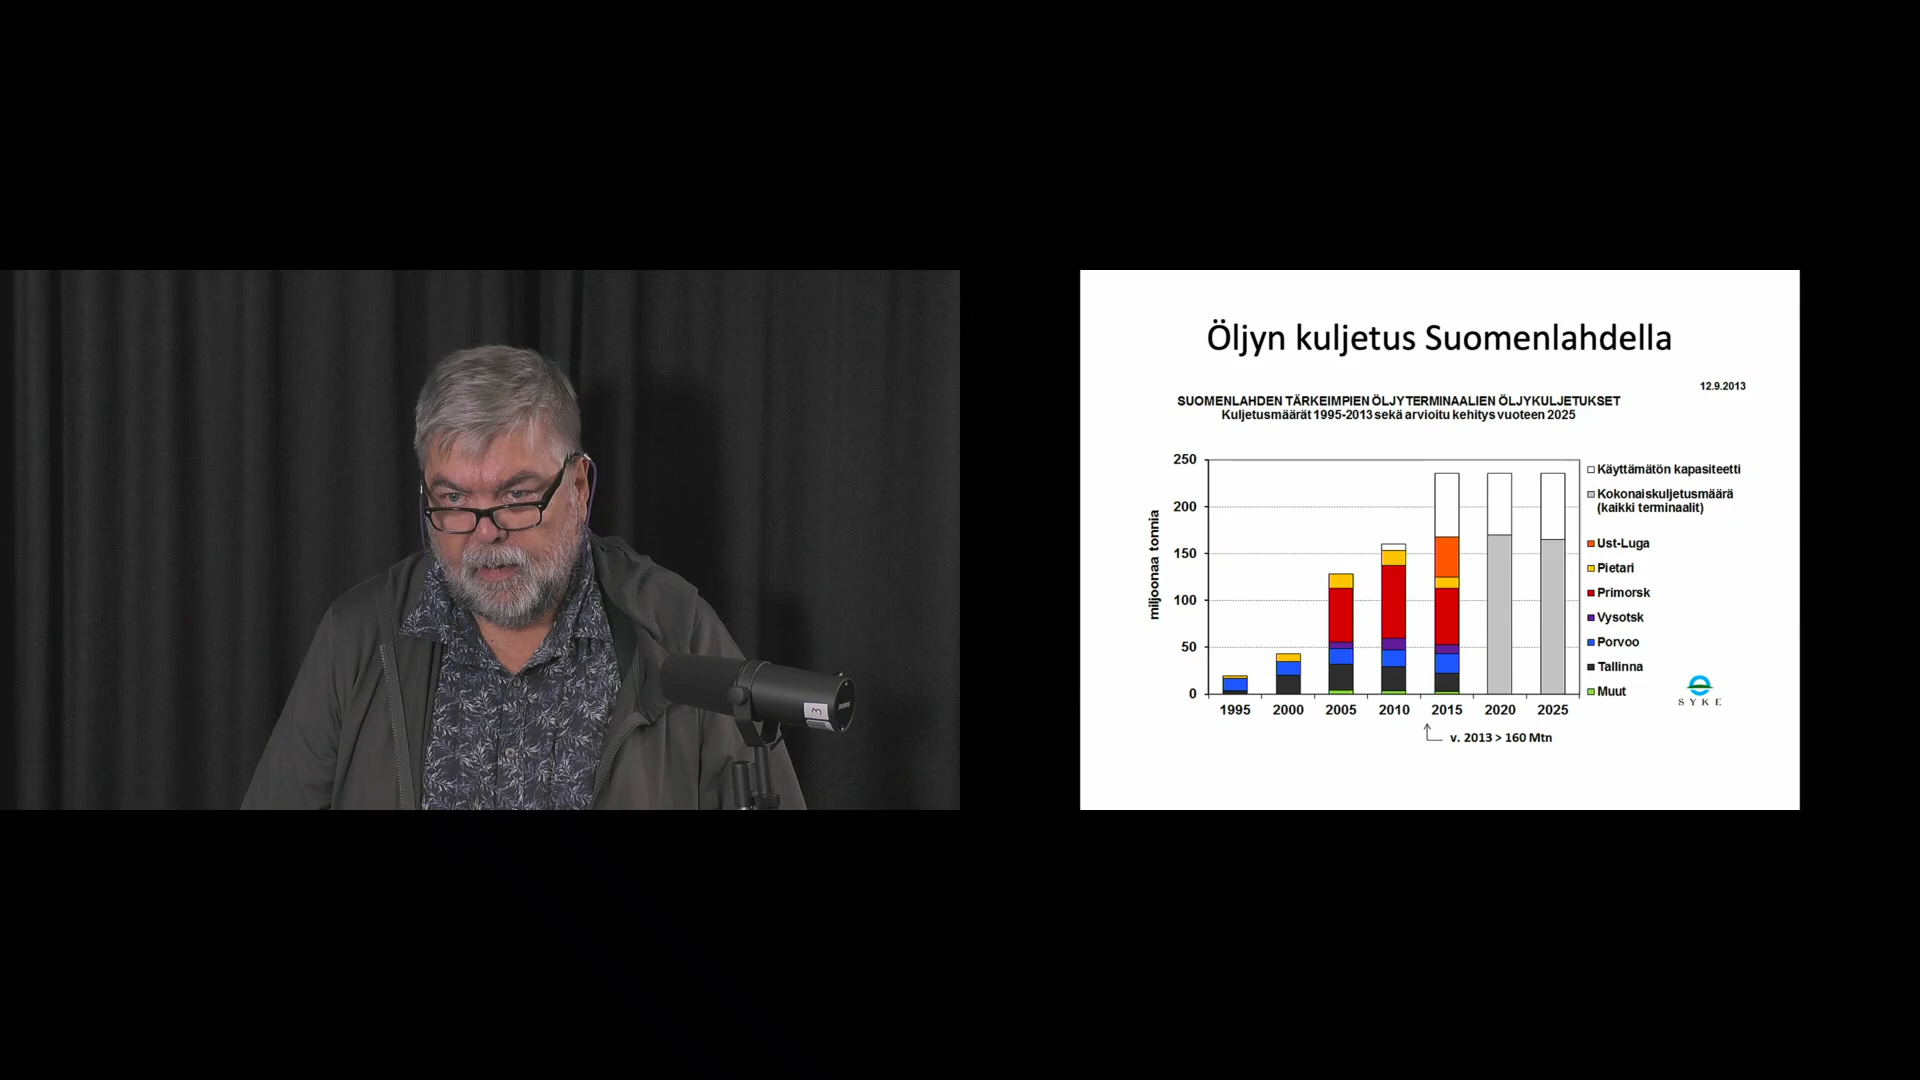 Öljyn kuljetus Suomenlahdella
12.9.2013
SUOMENLAHDEN TÄRKEIMPIEN ÖLJYTERMINAALIEN ÖLJYKULJETUKSET
Kuljetusmäärät 1995-2013 sekä arvioitu kehitys vuoteen 2025
miljoonaa tonnia
250
200
150
100
50
0
1995 2000 2005 2010 2015 2020 2025
v. 2013 > 160 Mtn
Käyttämätön kapasiteetti
Kokonaiskuljetusmäärä
(kaikki terminaalit)
Ust-Luga
Pietari
Primorsk
Vysotsk
Porvoo
Tallinna
Muut
SYKE
3